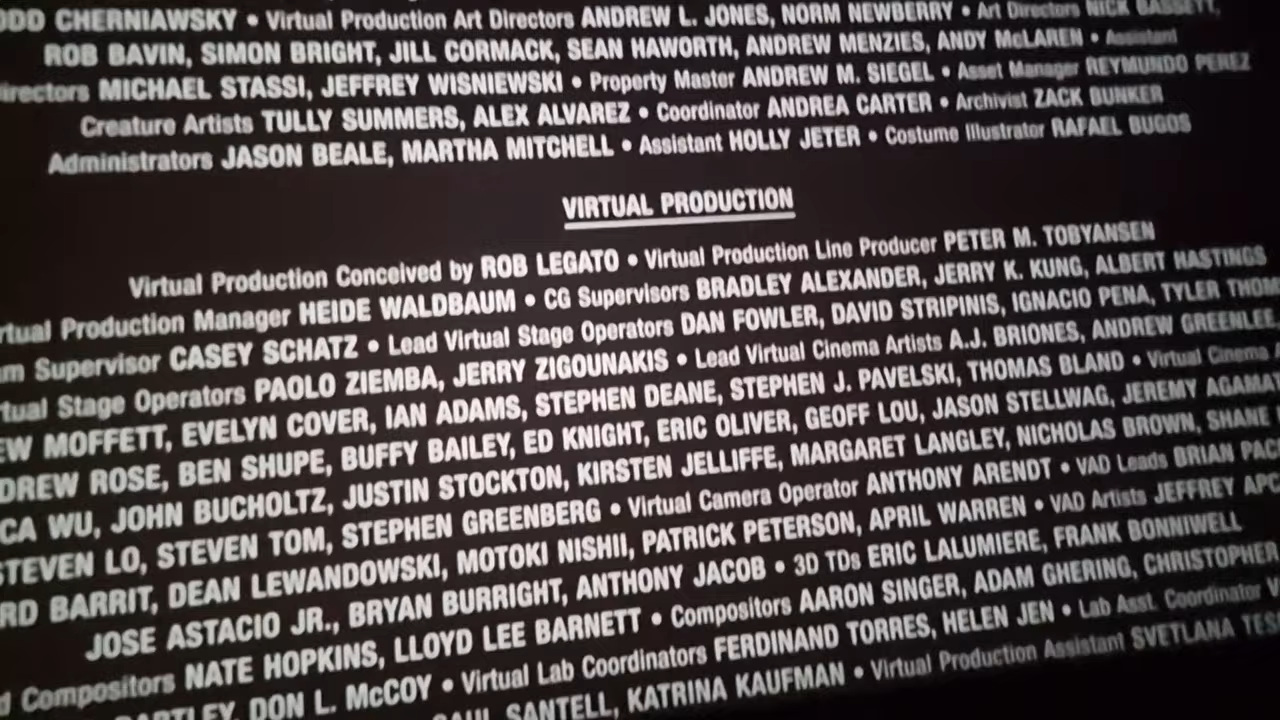 ODD CHERNIAWSKY • Virtual Production Art Directors ANDREW L. JONES, NORM NEWBERRY • Art Directors NICK BASSETT,
ROB BAVIN, SIMON BRIGHT, JILL CORMACK, SEAN HAWORTH, ANDREW MENZIES, ANDY McLAREN • Assistant
irectors MICHAEL STASSI, JEFFREY WISNIEWSKI • Property Master ANDREW M. SIEGEL • Asset Manager REYMUNDO PEREZ
Creature Artists TULLY SUMMERS, ALEX ALVAREZ • Coordinator ANDREA CARTER • Archivist ZACK BUNKER
Administrators JASON BEALE, MARTHA MITCHELL • Assistant HOLLY JETER • Costume Illustrator RAFAEL BUGOS
VIRTUAL PRODUCTION
Virtual Production Conceived by ROB LEGATO • Virtual Production Line Producer PETER M. TOBYANSEN
rtual Production Manager HEIDE WALDBAUM • CG Supervisors BRADLEY ALEXANDER, JERRY K. KUNG, ALBERT HASTINGS
m Supervisor CASEY SCHATZ • Lead Virtual Stage Operators DAN FOWLER, DAVID STRIPINIS, IGNACIO PENA, TYLER THOM
tual Stage Operators PAOLO ZIEMBA, JERRY ZIGOUNAKIS • Lead Virtual Cinema Artists A.J. BRIONES, ANDREW GREENLEE
EW MOFFETT, EVELYN COVER, IAN ADAMS, STEPHEN DEANE, STEPHEN J. PAVELSKI, THOMAS BLAND • Virtual Cinema
DREW ROSE, BEN SHUPE, BUFFY BAILEY, ED KNIGHT, ERIC OLIVER, GEOFF LOU, JASON STELLWAG, JEREMY AGAMA
CA WU, JOHN BUCHOLTZ, JUSTIN STOCKTON, KIRSTEN JELLIFFE, MARGARET LANGLEY, NICHOLAS BROWN, SHANE
STEVEN LO, STEVEN TOM, STEPHEN GREENBERG • Virtual Camera Operator ANTHONY ARENDT • VAD Leads BRIAN PAC
RD BARRIT, DEAN LEWANDOWSKI, MOTOKI NISHII, PATRICK PETERSON, APRIL WARREN • VAD Artists JEFFREY APC
JOSE ASTACIO JR., BRYAN BURRIGHT, ANTHONY JACOB • 3D TDs ERIC LALUMIERE, FRANK BONNIWELL
d Compositors NATE HOPKINS, LLOYD LEE BARNETT • Compositors AARON SINGER, ADAM GHERING, CHRISTOPHER
BARTLEY, DON L. McCOY • Virtual Lab Coordinators FERDINAND TORRES, HELEN JEN • Lab Asst. Coordinator
SANTELL, KATRINA KAUFMAN • Virtual Production Assistant SVETLANA TES